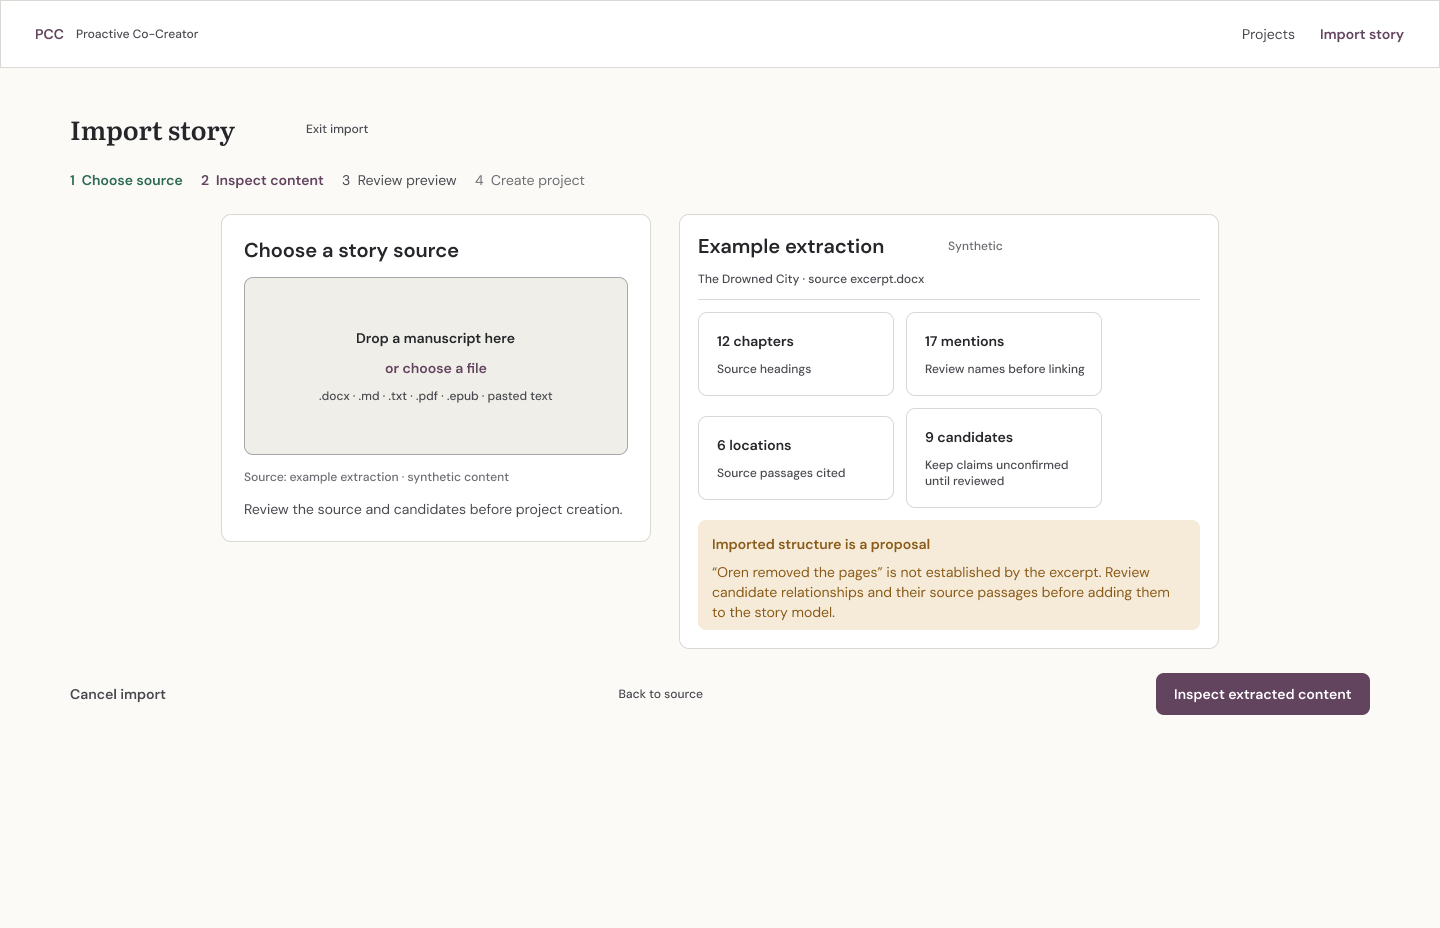 PCC Proactive Co-Creator
Projects Import story
Import story
Exit import
1 Choose source 2 Inspect content 3 Review preview 4 Create project
Choose a story source
Drop a manuscript here
or choose a file
.docx · .md · .txt · .pdf · .epub · pasted text
Source: example extraction · synthetic content
Review the source and candidates before project creation.
Example extraction
Synthetic
The Drowned City · source excerpt.docx
12 chapters
Source headings
17 mentions
Review names before linking
6 locations
Source passages cited
9 candidates
Keep claims unconfirmed
until reviewed
Imported structure is a proposal
“Oren removed the pages” is not established by the excerpt. Review
candidate relationships and their source passages before adding them
to the story model.
Cancel import
Back to source
Inspect extracted content